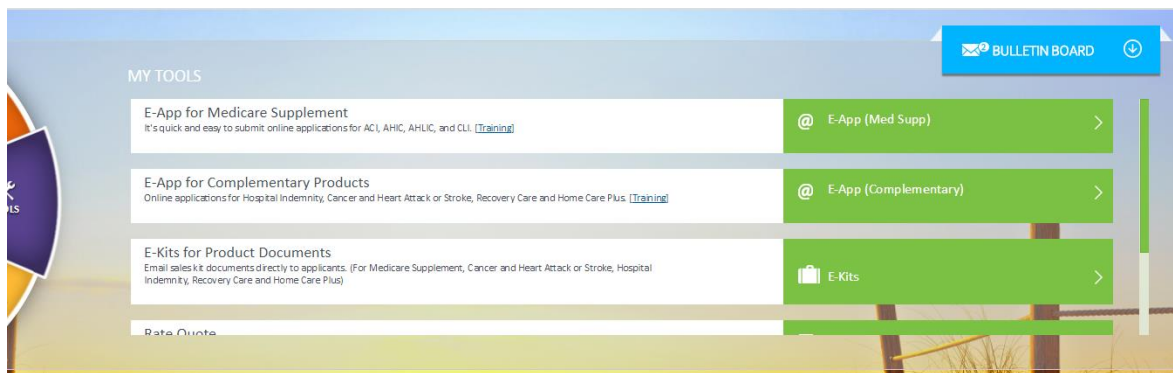 2 BULLETIN BOARD
MY TOOLS
E-App for Medicare Supplement
It's quick and easy to submit online applications for ACI, AHIC, AHLIC, and CLI. [Training]
@ E-App (Med Supp)
E-App for Complementary Products
Online applications for Hospital Indemnity, Cancer and Heart Attack or Stroke, Recovery Care and Home Care Plus. [Training]
@ E-App (Complementary)
E-Kits for Product Documents
Email sales kit documents directly to applicants. (For Medicare Supplement, Cancer and Heart Attack or Stroke, Hospital
Indemnity, Recovery Care and Home Care Plus)
E-Kits
Rate Quote